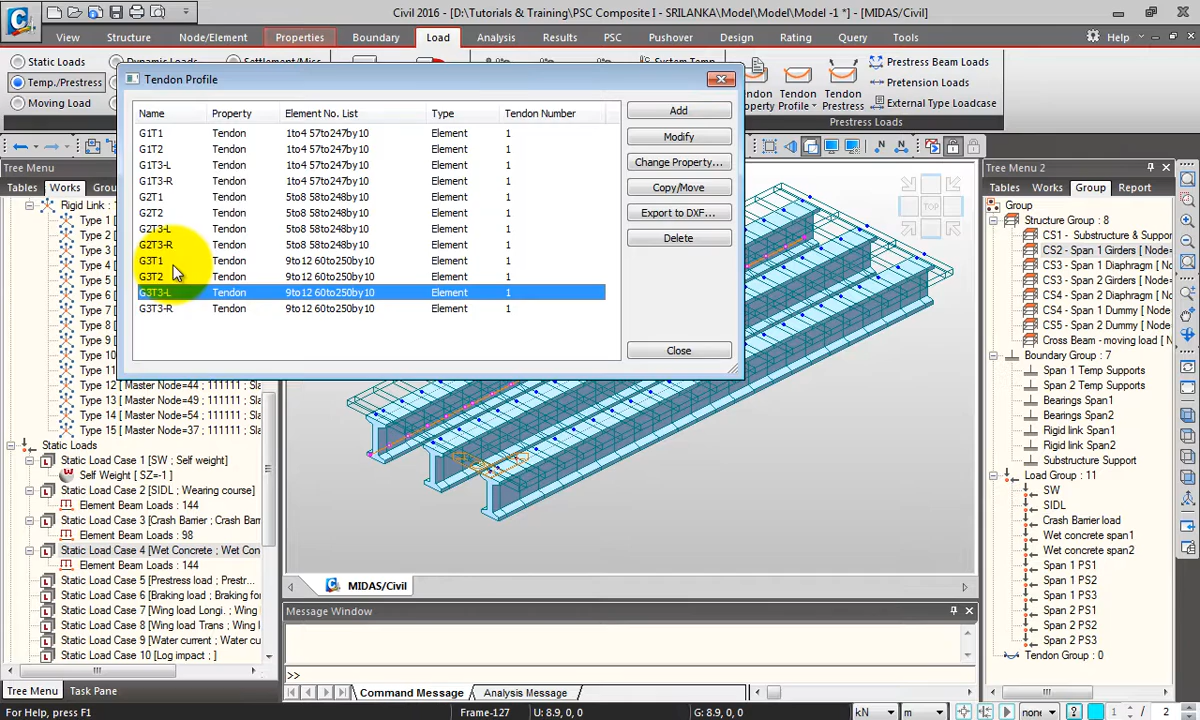 Civil 2016 - [D:\Tutorials & Training\PSC Composite I - SRILANKA\Model\Model\Model -1 *] - [MIDAS/Civil]
View Structure Node/Element Properties Boundary Load Analysis Results PSC Pushover Design Rating Query Tools Help
Static Loads
Temp./Prestress
Moving Load
Dynamic Loads
Settlement/Misc.
System Temp.
Tendon Profile
Tendon Prestress
Prestress Beam Loads
Pretension Loads
External Type Loadcase
Prestress Loads
Tendon Profile
Name Property Element No. List Type Tendon Number
G1T1 Tendon 1to4 57to247by10 Element 1
G1T2 Tendon 1to4 57to247by10 Element 1
G1T3-L Tendon 1to4 57to247by10 Element 1
G1T3-R Tendon 1to4 57to247by10 Element 1
G2T1 Tendon 5to8 58to248by10 Element 1
G2T2 Tendon 5to8 58to248by10 Element 1
G2T3-L Tendon 5to8 58to248by10 Element 1
G2T3-R Tendon 5to8 58to248by10 Element 1
G3T1 Tendon 9to12 60to250by10 Element 1
G3T2 Tendon 9to12 60to250by10 Element 1
G3T3-L Tendon 9to12 60to250by10 Element 1
G3T3-R Tendon 9to12 60to250by10 Element 1
Add
Modify
Change Property...
Copy/Move
Export to DXF...
Delete
Close
Tree Menu
Tables Works
Rigid Link
Type 1
Type 2
Type 3
Type 4
Type 5
Type 6
Type 7
Type 8
Type 9
Type 10
Type 11
Type 12 [ Master Node=44 ; 111111 ; Sla
Type 13 [ Master Node=49 ; 111111 ; Sla
Type 14 [ Master Node=54 ; 111111 ; Sla
Type 15 [ Master Node=37 ; 111111 ; Sla
Static Loads
Static Load Case 1 [SW ; Self weight]
Self Weight [ SZ=-1 ]
Static Load Case 2 [SIDL ; Wearing course]
Element Beam Loads : 144
Static Load Case 3 [Crash Barrier ; Crash Bar
Element Beam Loads : 98
Static Load Case 4 [Wet Concrete ; Wet Con
Element Beam Loads : 144
Static Load Case 5 [Prestress load ; Prestr...
Static Load Case 6 [Braking load ; Braking for
Static Load Case 7 [Wing load Longi. ; Wing l
Static Load Case 8 [Wing load Trans ; Wing l
Static Load Case 9 [Water current ; Water cu
Static Load Case 10 [Log impact ; ]
Tree Menu Task Pane
TOP
MIDAS/Civil
Message Window
>>
Command Message Analysis Message
Tree Menu 2
Tables Works Group Report
Group
Structure Group : 8
CS1 - Substructure & Support
CS2 - Span 1 Girders [ Node=
CS3 - Span 1 Diaphragm [ No
CS3 - Span 2 Girders [ Node=
CS4 - Span 1 Dummy [ Node=
CS4 - Span 2 Diaphragm [ No
CS5 - Span 2 Dummy [ Node=
Cross Beam - moving load [ N
Boundary Group : 7
Span 1 Temp Supports
Span 2 Temp Supports
Bearings Span1
Bearings Span2
Rigid link Span1
Rigid link Span2
Substructure Support
Load Group : 11
SW
SIDL
Crash Barrier load
Wet concrete span1
Wet concrete span2
Span 1 PS1
Span 1 PS2
Span 1 PS3
Span 2 PS1
Span 2 PS2
Span 2 PS3
Tendon Group : 0
For Help, press F1 Frame-127 U: 8.9, 0, 0 G: 8.9, 0, 0 kN m none ? 1 / 2